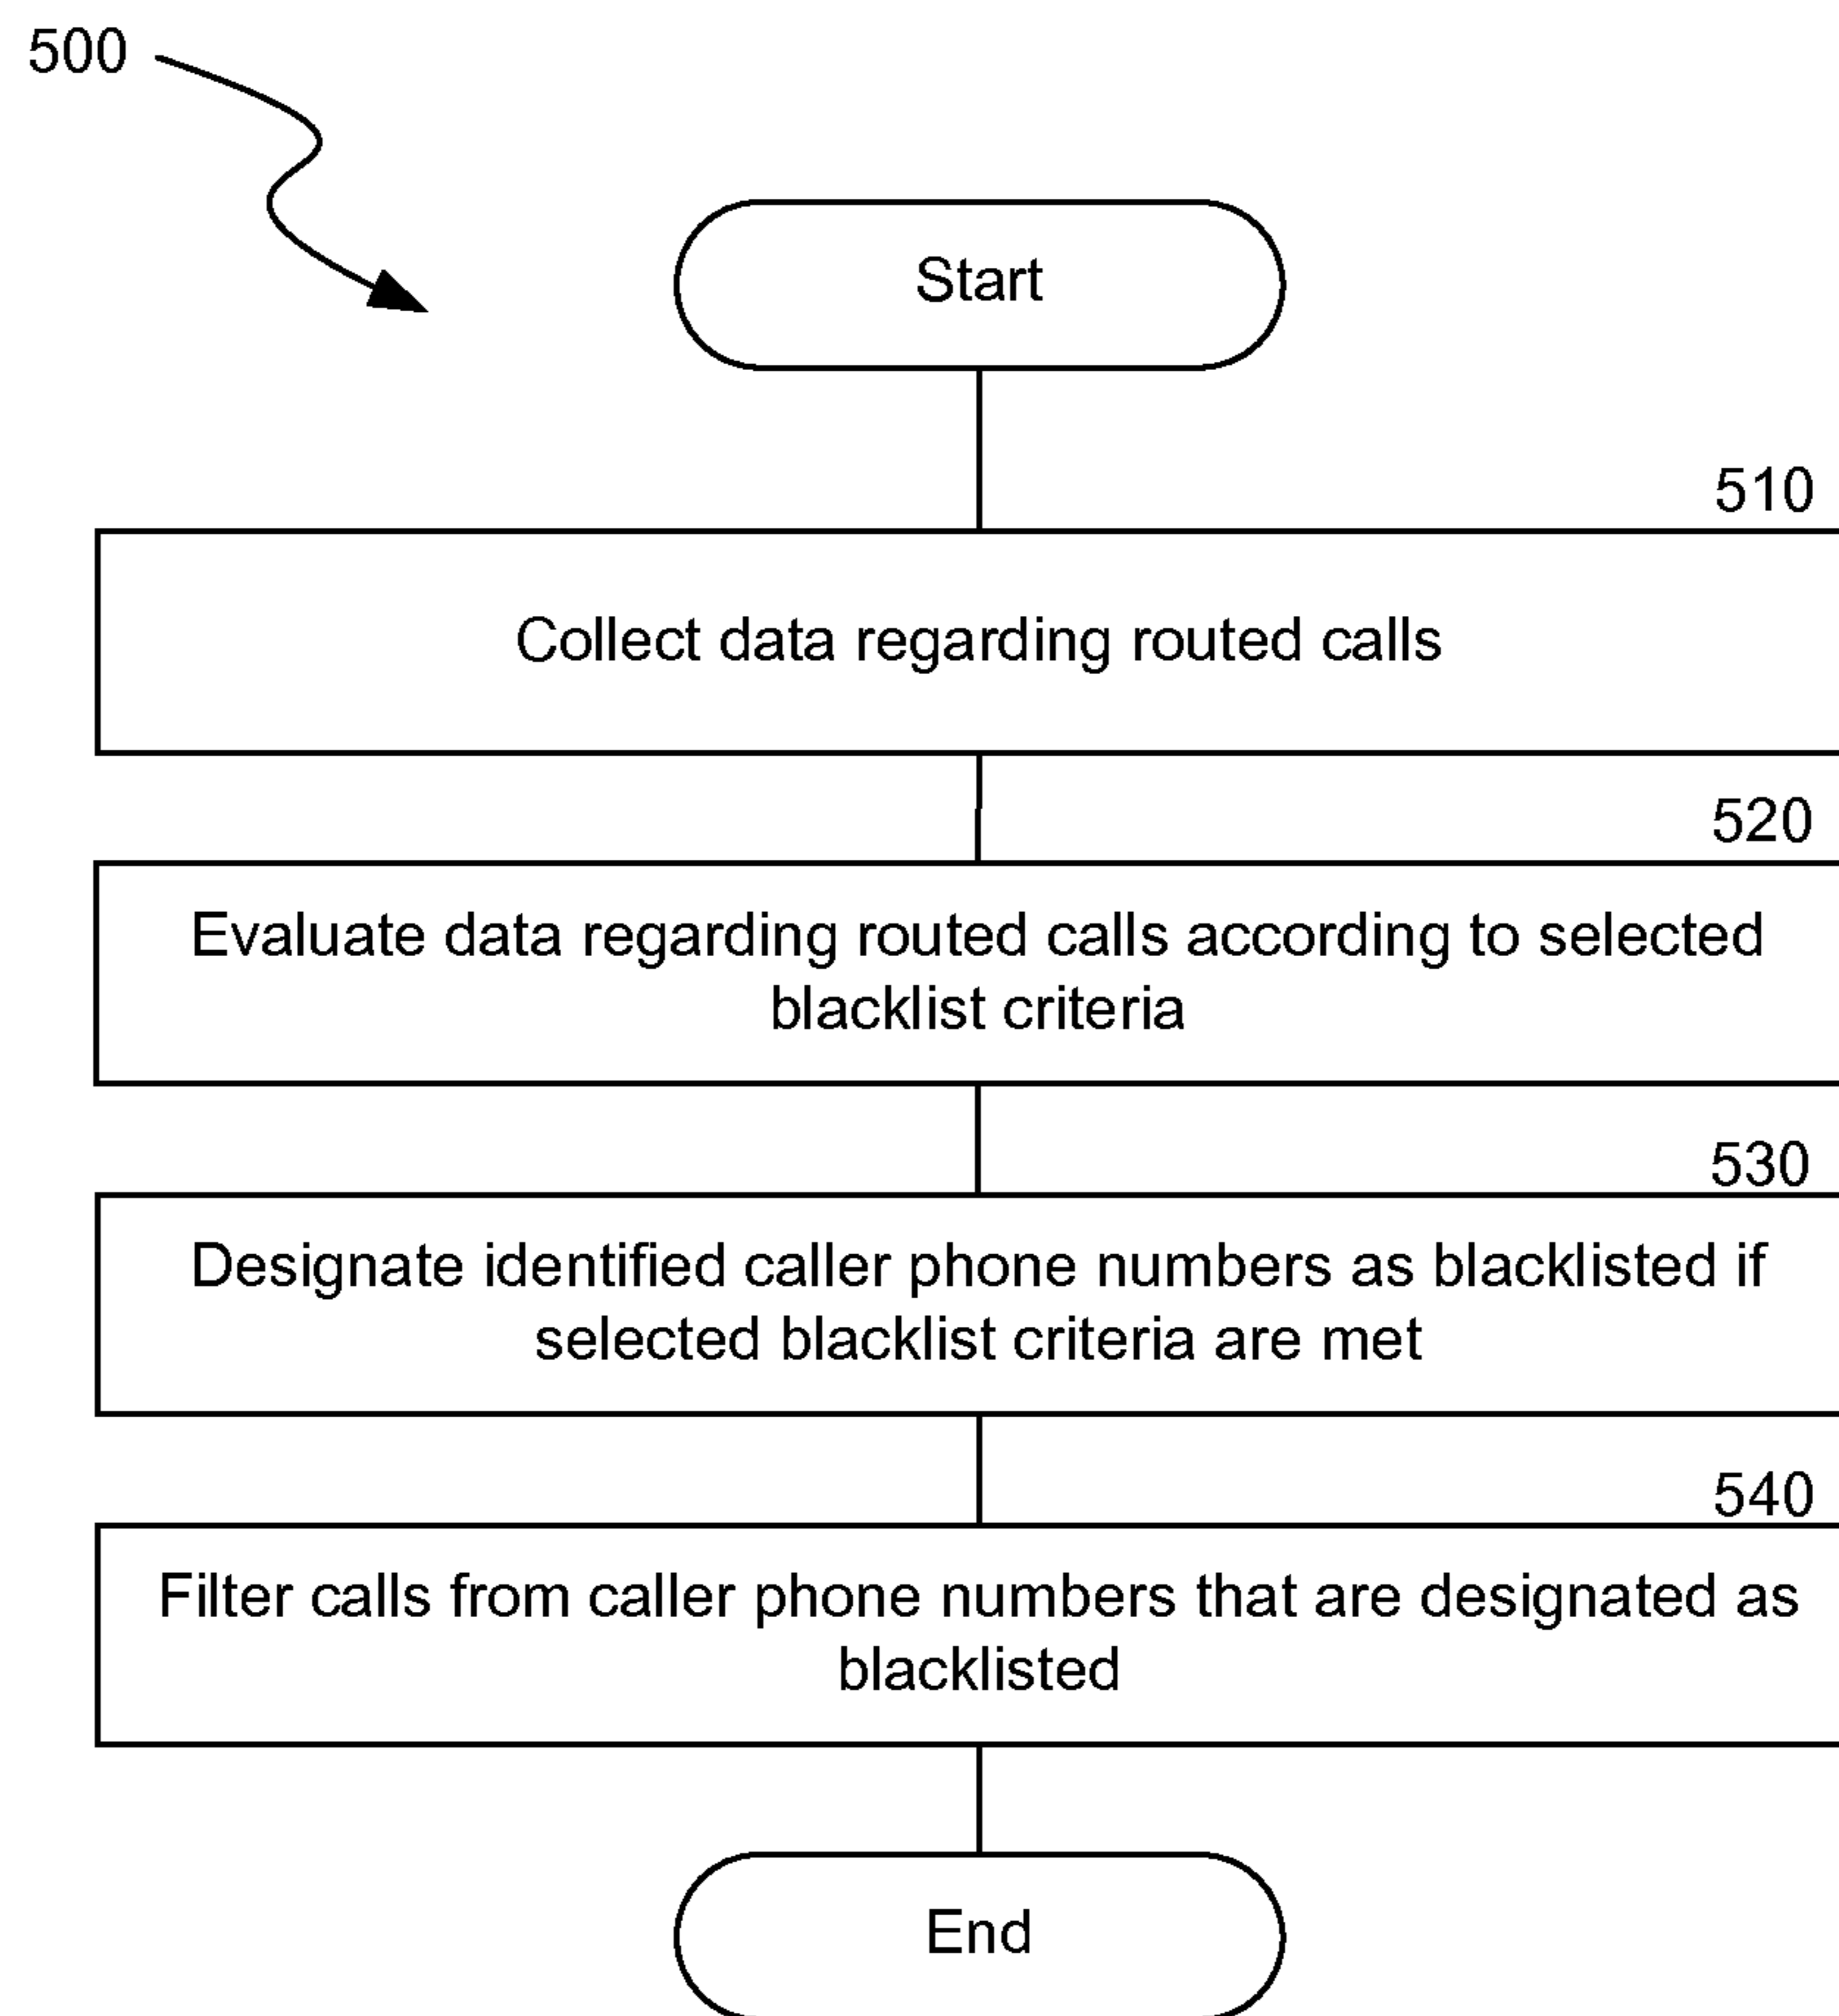 500
Start
510
Collect data regarding routed calls
520
Evaluate data regarding routed calls according to selected
blacklist criteria
530
Designate identified caller phone numbers as blacklisted if
selected blacklist criteria are met
540
Filter calls from caller phone numbers that are designated as
blacklisted
End